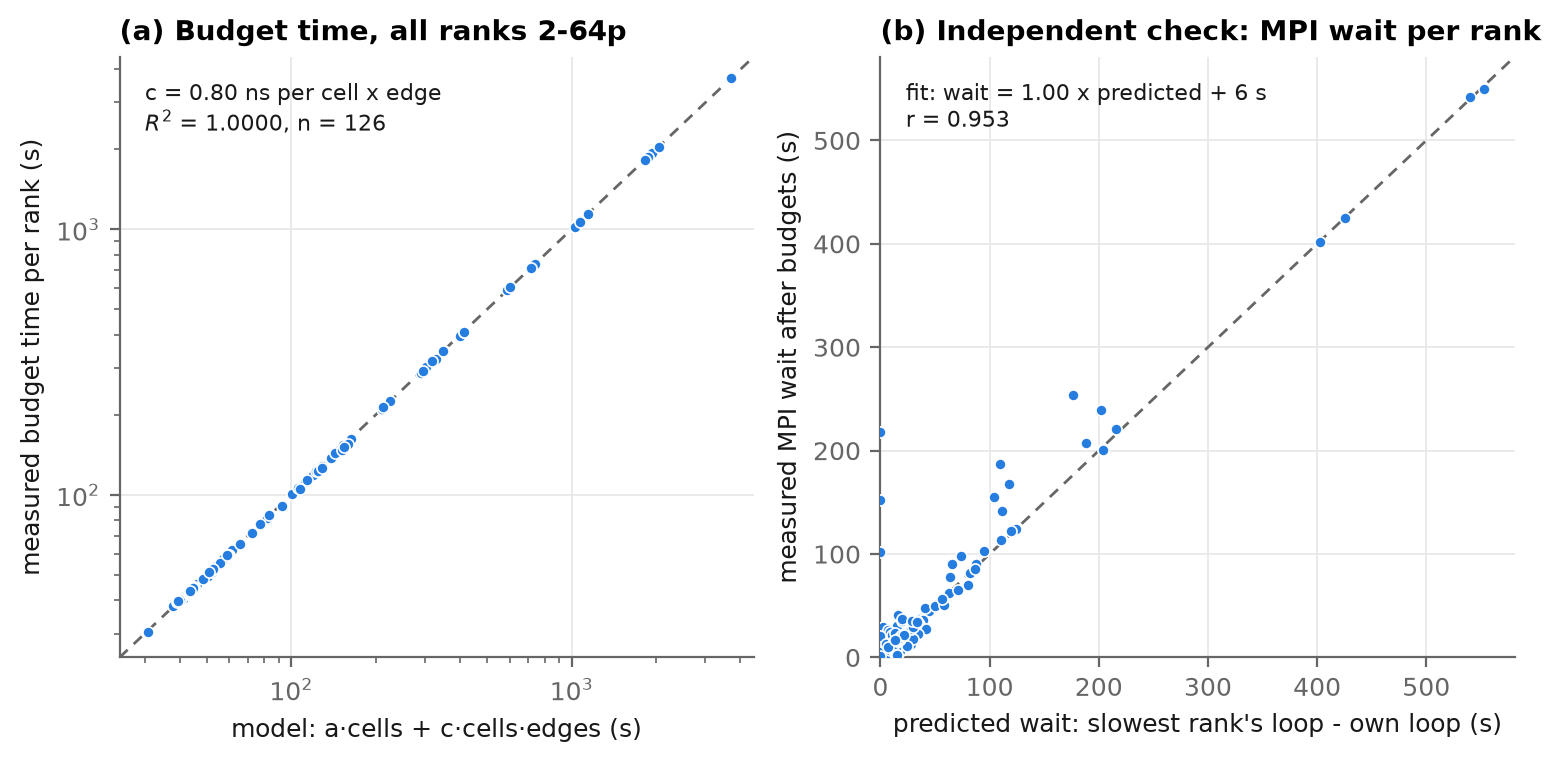 (a) Budget time, all ranks 2-64p
c = 0.80 ns per cell x edge
R² = 1.0000, n = 126
measured budget time per rank (s)
10³
10²
10²
10³
model: a·cells + c·cells·edges (s)
(b) Independent check: MPI wait per rank
fit: wait = 1.00 x predicted + 6 s
r = 0.953
measured MPI wait after budgets (s)
500
400
300
200
100
0
0
100
200
300
400
500
predicted wait: slowest rank's loop - own loop (s)